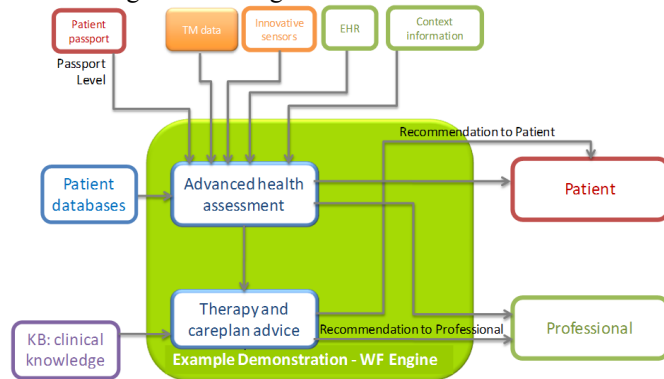 Patient
passport
TM data
Innovative
sensors
EHR
Context
information
Passport
Level
Recommendation to Patient
Patient
databases
Advanced health
assessment
Patient
Therapy and
careplan advice
Recommendation to Professional
Professional
KB: clinical
knowledge
Example Demonstration - WF Engine